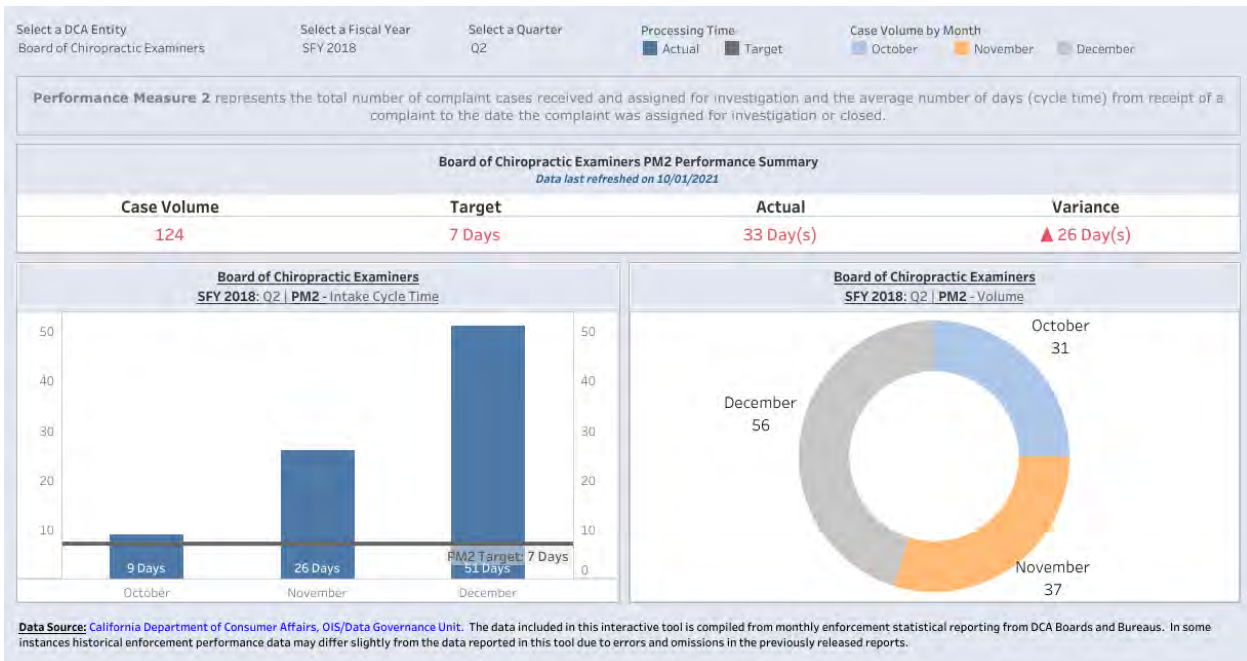 Select a DCA Entity
Board of Chiropractic Examiners
Select a Fiscal Year
SFY 2018
Select a Quarter
Q2
Processing Time
Actual Target
Case Volume by Month
October November December
Performance Measure 2 represents the total number of complaint cases received and assigned for investigation and the average number of days (cycle time) from receipt of a
complaint to the date the complaint was assigned for investigation or closed.
Board of Chiropractic Examiners PM2 Performance Summary
Data last refreshed on 10/01/2021
Case Volume Target Actual Variance
124 7 Days 33 Day(s) ▲ 26 Day(s)
Board of Chiropractic Examiners
SFY 2018: Q2 | PM2 - Intake Cycle Time
50 50
40 40
30 30
20 20
10 10
PM2 Target: 7 Days
9 Days 26 Days 51 Days 0
October November December
Board of Chiropractic Examiners
SFY 2018: Q2 | PM2 - Volume
October
31
December
56
November
37
Data Source: California Department of Consumer Affairs, OIS/Data Governance Unit. The data included in this interactive tool is compiled from monthly enforcement statistical reporting from DCA Boards and Bureaus. In some
instances historical enforcement performance data may differ slightly from the data reported in this tool due to errors and omissions in the previously released reports.